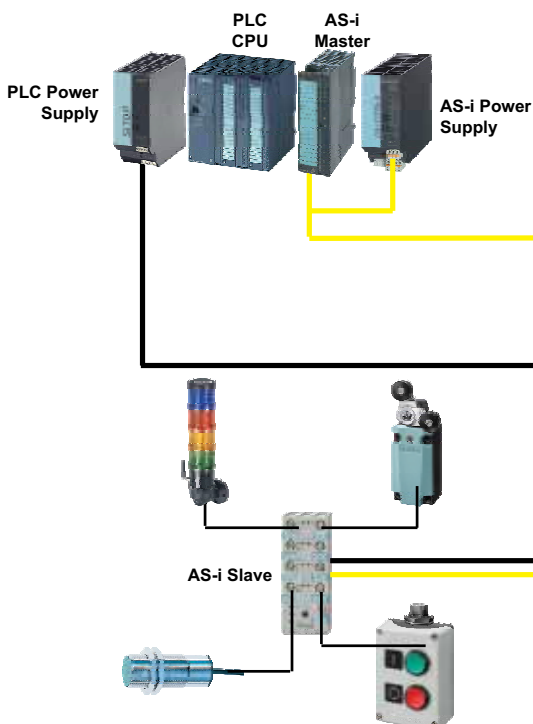 PLC
CPU
AS-i
Master
PLC Power
Supply
AS-i Power
Supply
AS-i Slave